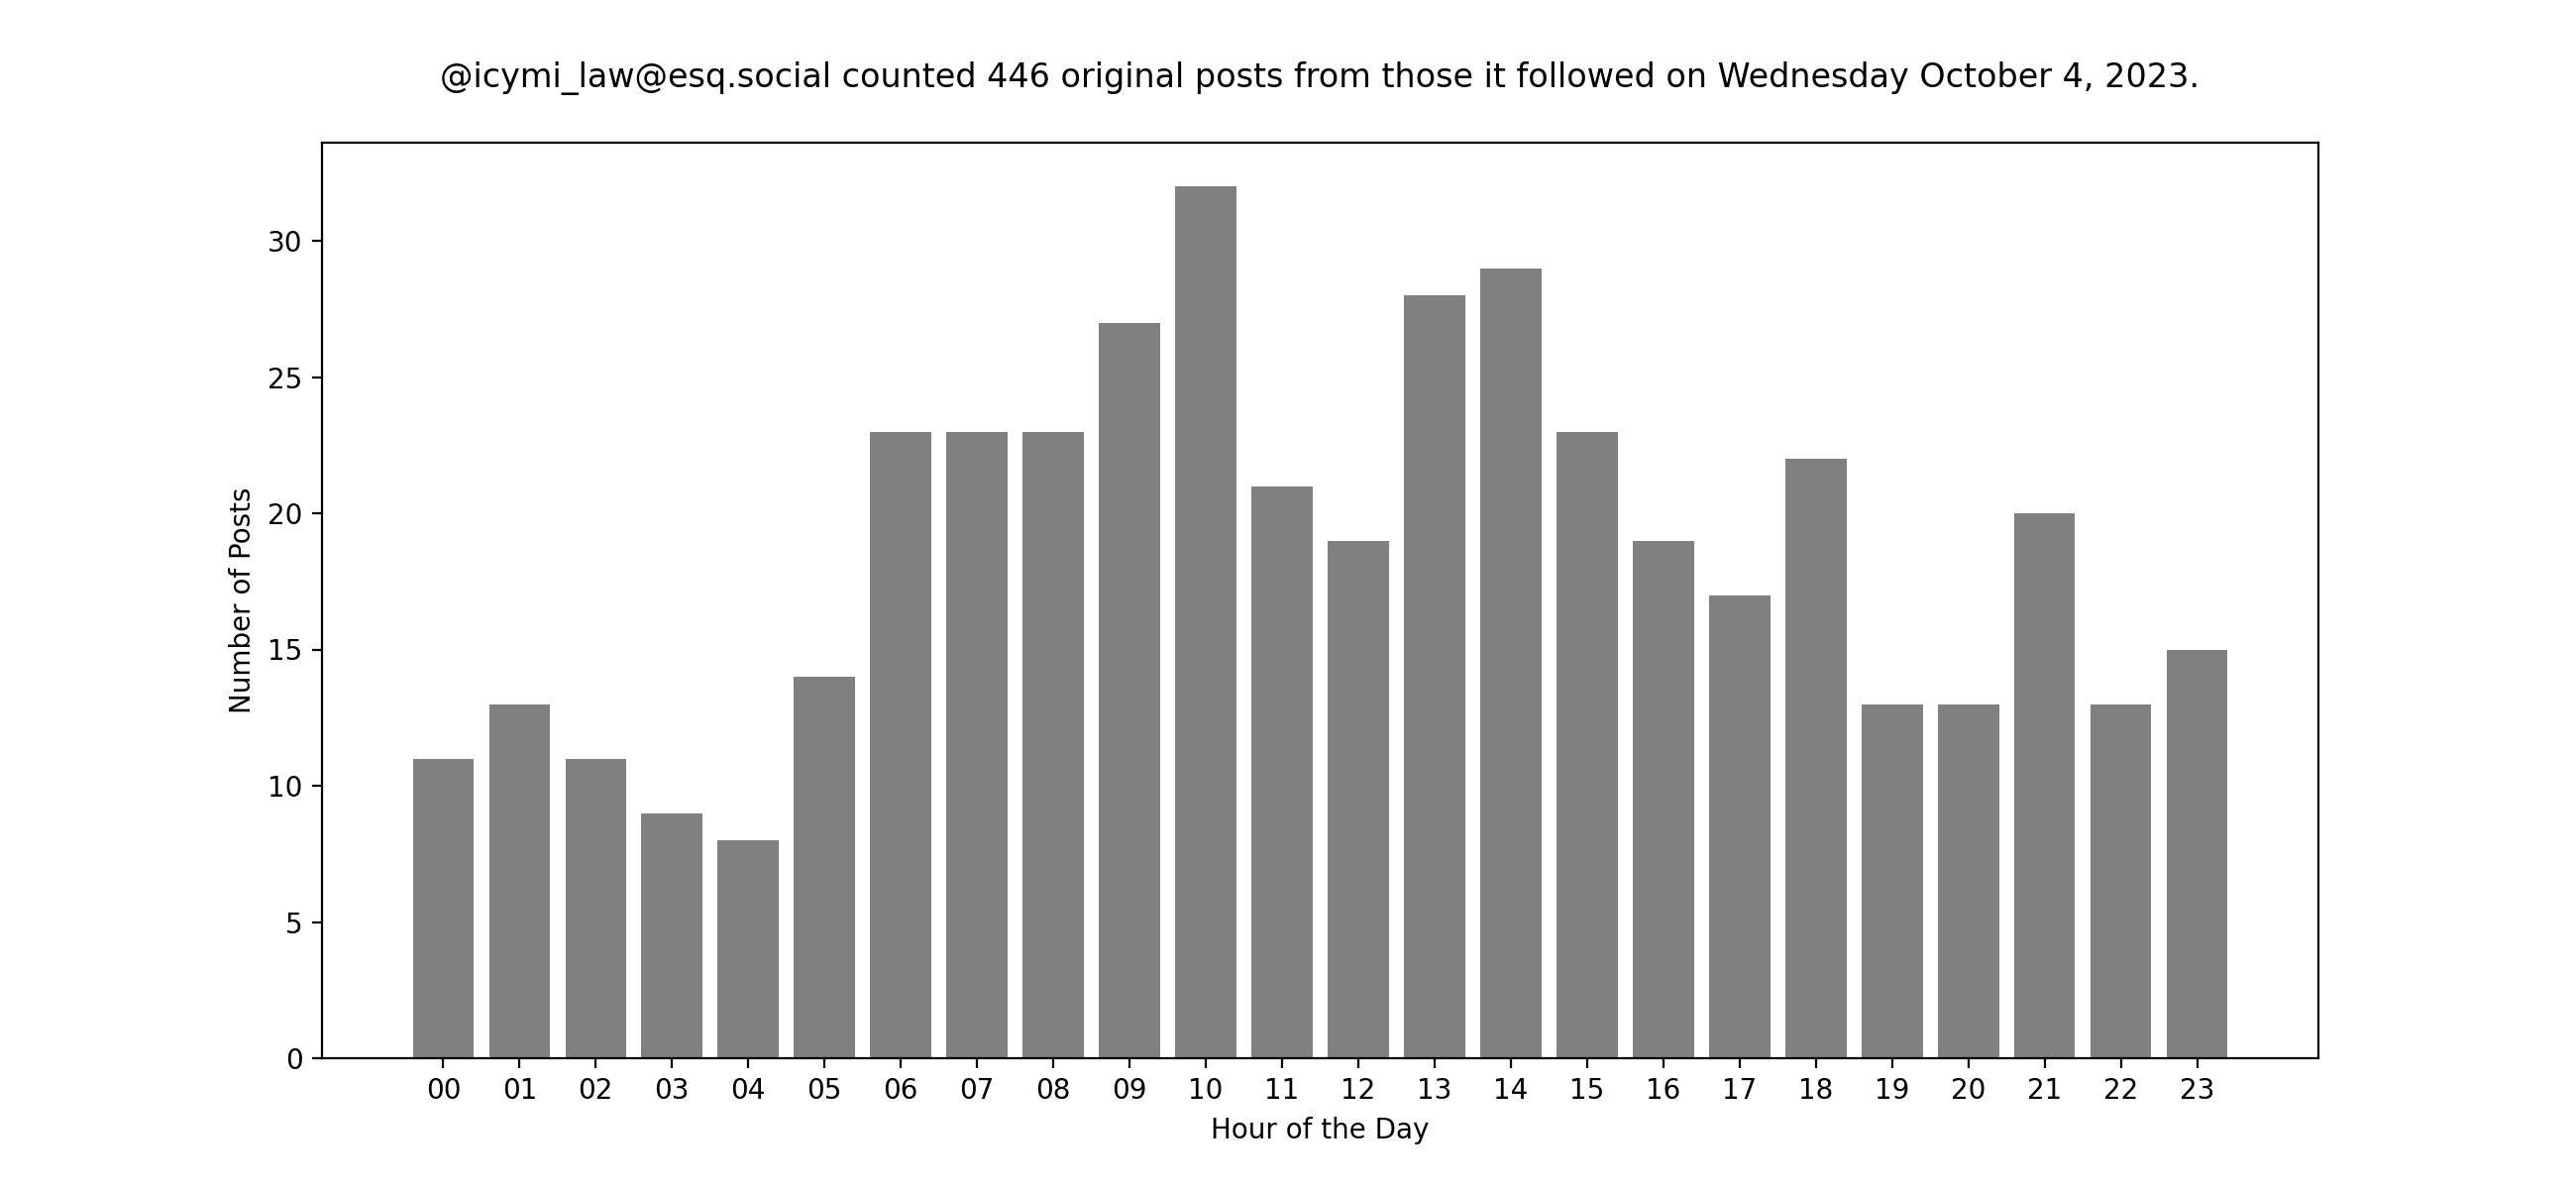 @icymi_law@esq.social counted 446 original posts from those it followed on Wednesday October 4, 2023.
30
25
20
15
10
5
0
Number of Posts
00 01 02 03 04 05 06 07 08 09 10 11 12 13 14 15 16 17 18 19 20 21 22 23
Hour of the Day